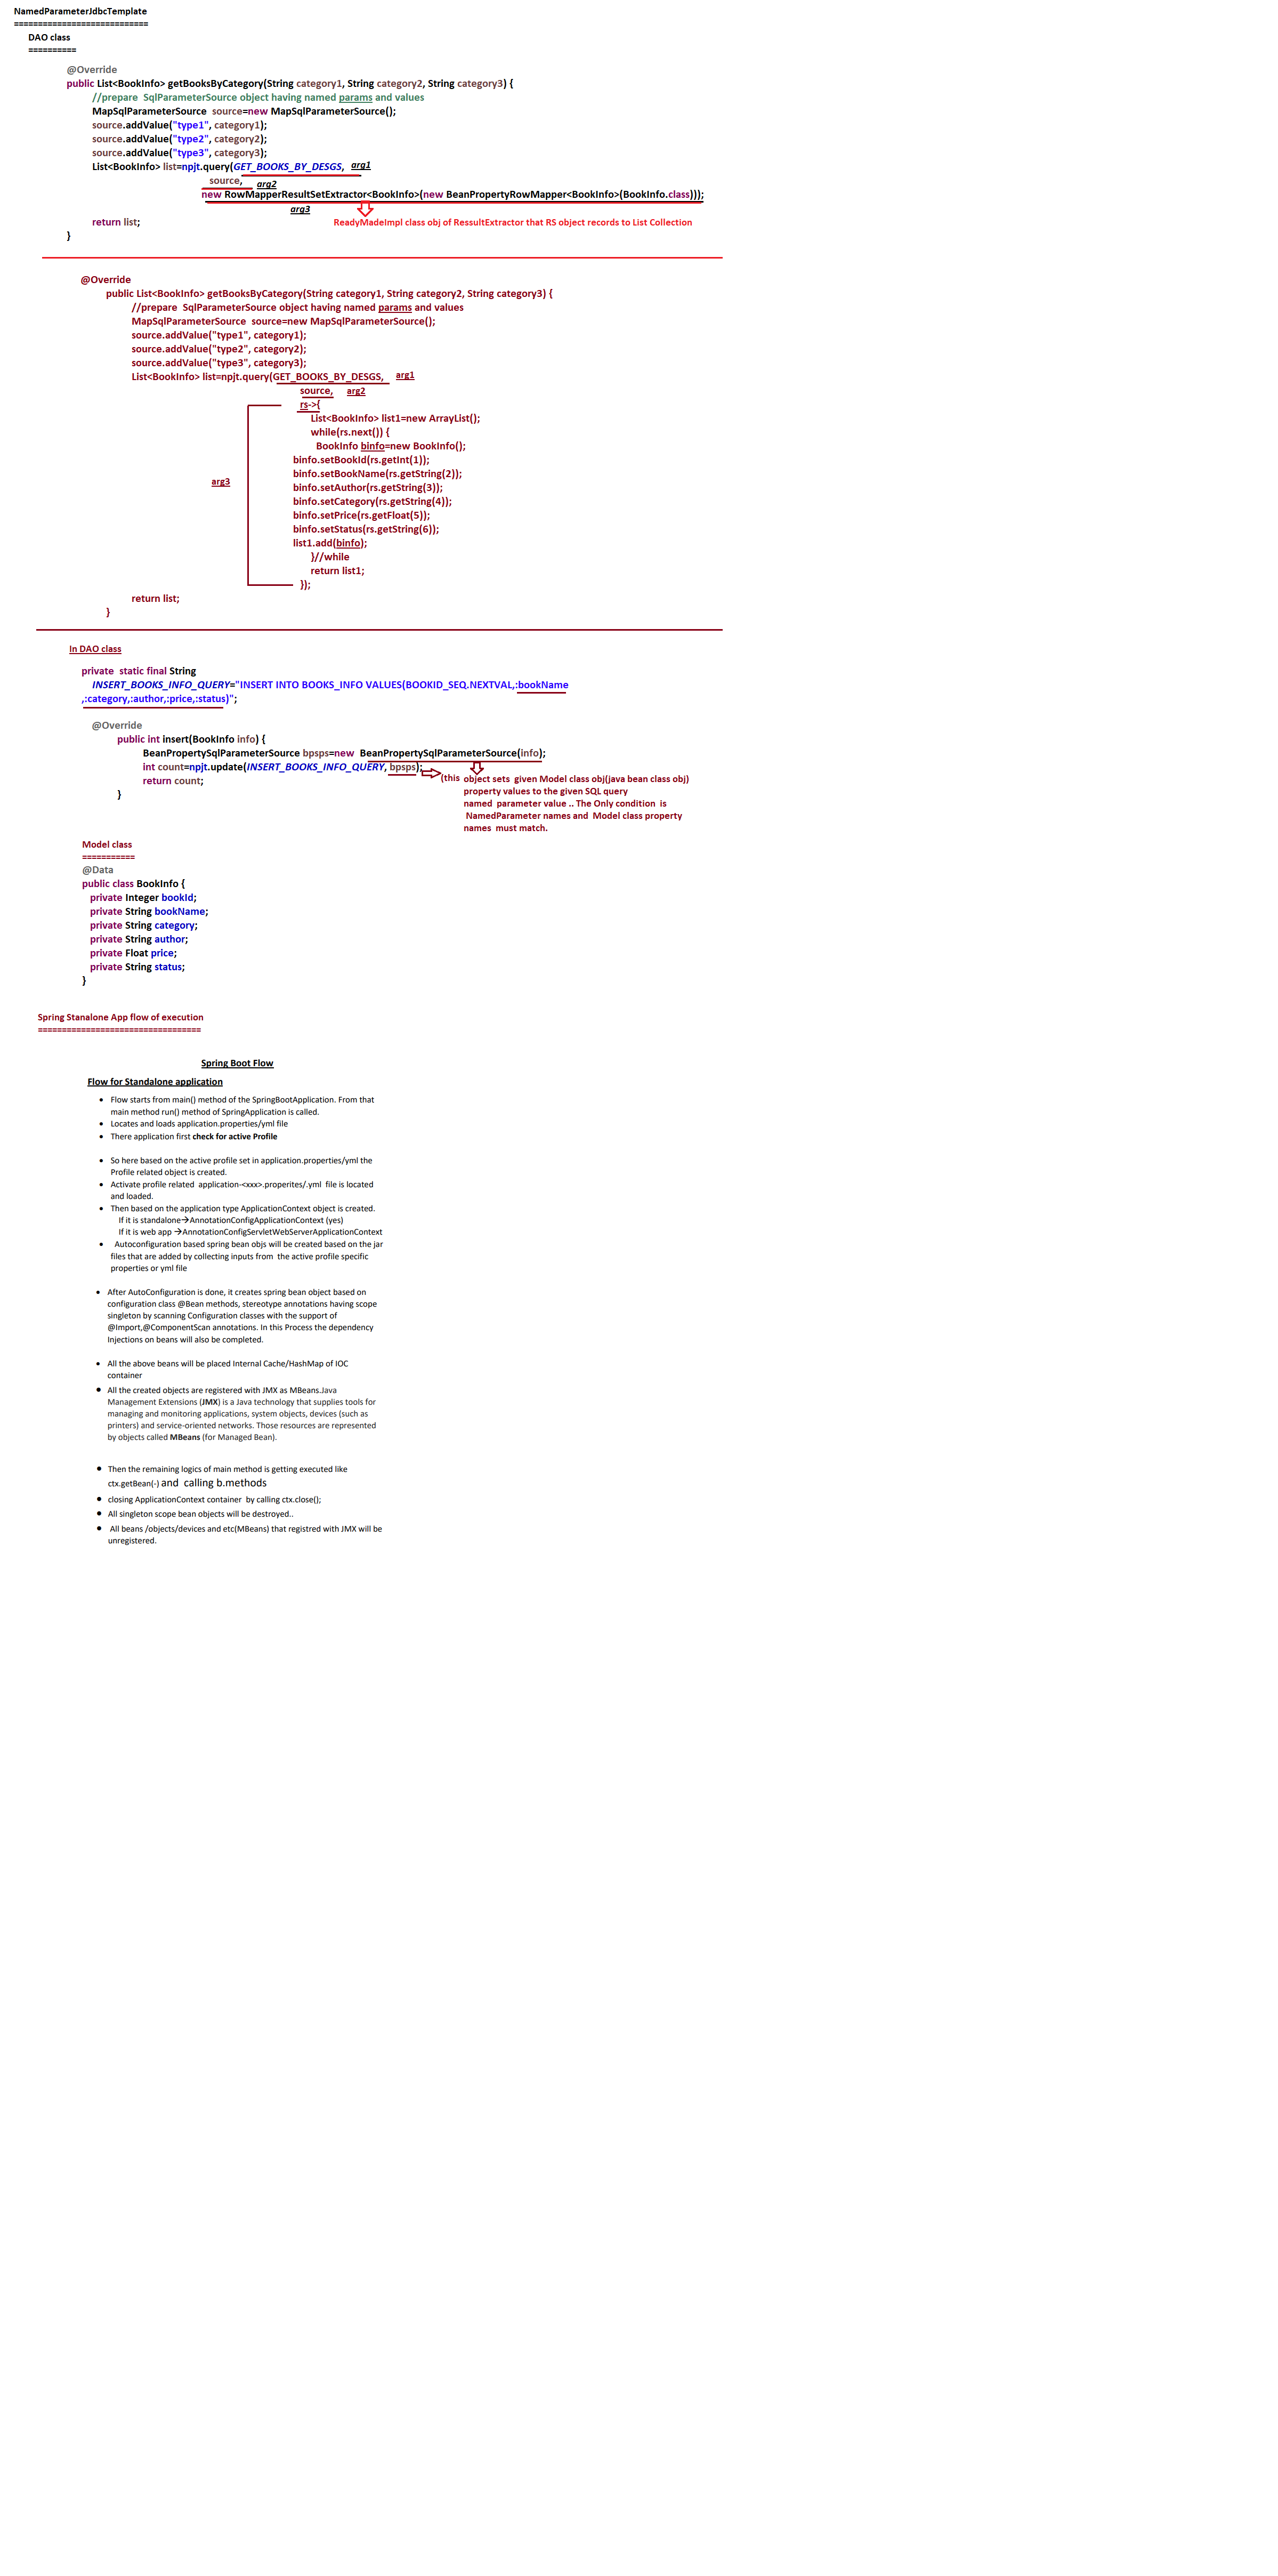 NamedParameterJdbcTemplate
============================
DAO class
==========
@Override
public List<BookInfo> getBooksByCategory(String category1, String category2, String category3) {
//prepare  SqlParameterSource object having named params and values
MapSqlParameterSource  source=new MapSqlParameterSource();
source.addValue("type1", category1);
source.addValue("type2", category2);
source.addValue("type3", category3);
List<BookInfo> list=npjt.query(GET_BOOKS_BY_DESGS,  arg1
source,  arg2
new RowMapperResultSetExtractor<BookInfo>(new BeanPropertyRowMapper<BookInfo>(BookInfo.class)));
arg3
return list;  ReadyMadeImpl class obj of RessultExtractor that RS object records to List Collection
}
@Override
public List<BookInfo> getBooksByCategory(String category1, String category2, String category3) {
//prepare  SqlParameterSource object having named params and values
MapSqlParameterSource  source=new MapSqlParameterSource();
source.addValue("type1", category1);
source.addValue("type2", category2);
source.addValue("type3", category3);
List<BookInfo> list=npjt.query(GET_BOOKS_BY_DESGS,  arg1
source,  arg2
rs->{
List<BookInfo> list1=new ArrayList();
while(rs.next()) {
BookInfo binfo=new BookInfo();
binfo.setBookId(rs.getInt(1));
binfo.setBookName(rs.getString(2));
arg3  binfo.setAuthor(rs.getString(3));
binfo.setCategory(rs.getString(4));
binfo.setPrice(rs.getFloat(5));
binfo.setStatus(rs.getString(6));
list1.add(binfo);
}//while
return list1;
});
return list;
}
In DAO class
private  static final String
INSERT_BOOKS_INFO_QUERY="INSERT INTO BOOKS_INFO VALUES(BOOKID_SEQ.NEXTVAL,:bookName
,:category,:author,:price,:status)";
@Override
public int insert(BookInfo info) {
BeanPropertySqlParameterSource bpsps=new  BeanPropertySqlParameterSource(info);
int count=npjt.update(INSERT_BOOKS_INFO_QUERY, bpsps);
return count;
}
(this  object sets  given Model class obj(java bean class obj)
property values to the given SQL query
named  parameter value .. The Only condition  is
NamedParameter names and  Model class property
names  must match.
Model class
===========
@Data
public class BookInfo {
private Integer bookId;
private String bookName;
private String category;
private String author;
private Float price;
private String status;
}
Spring Stanalone App flow of execution
==================================
Spring Boot Flow
Flow for Standalone application
• Flow starts from main() method of the SpringBootApplication. From that
main method run() method of SpringApplication is called.
• Locates and loads application.properties/yml file
• There application first check for active Profile
• So here based on the active profile set in application.properties/yml the
Profile related object is created.
• Activate profile related  application-<xxx>.properites/.yml  file is located
and loaded.
• Then based on the application type ApplicationContext object is created.
If it is standalone→AnnotationConfigApplicationContext (yes)
If it is web app →AnnotationConfigServletWebServerApplicationContext
• Autoconfiguration based spring bean objs will be created based on the jar
files that are added by collecting inputs from  the active profile specific
properties or yml file
• After AutoConfiguration is done, it creates spring bean object based on
configuration class @Bean methods, stereotype annotations having scope
singleton by scanning Configuration classes with the support of
@Import,@ComponentScan annotations. In this Process the dependency
Injections on beans will also be completed.
• All the above beans will be placed Internal Cache/HashMap of IOC
container
• All the created objects are registered with JMX as MBeans.Java
Management Extensions (JMX) is a Java technology that supplies tools for
managing and monitoring applications, system objects, devices (such as
printers) and service-oriented networks. Those resources are represented
by objects called MBeans (for Managed Bean).
• Then the remaining logics of main method is getting executed like
ctx.getBean(-) and  calling b.methods
• closing ApplicationContext container  by calling ctx.close();
• All singleton scope bean objects will be destroyed..
• All beans /objects/devices and etc(MBeans) that registred with JMX will be
unregistered.